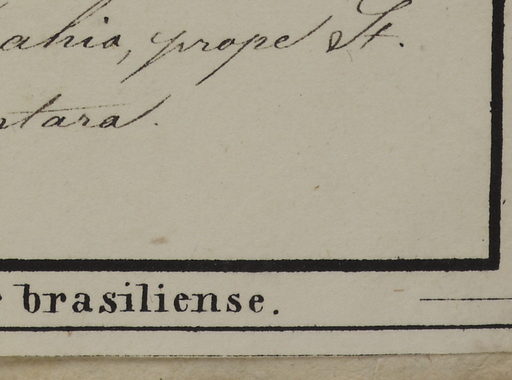 ahia, prope St.
ntara.
brasiliense.